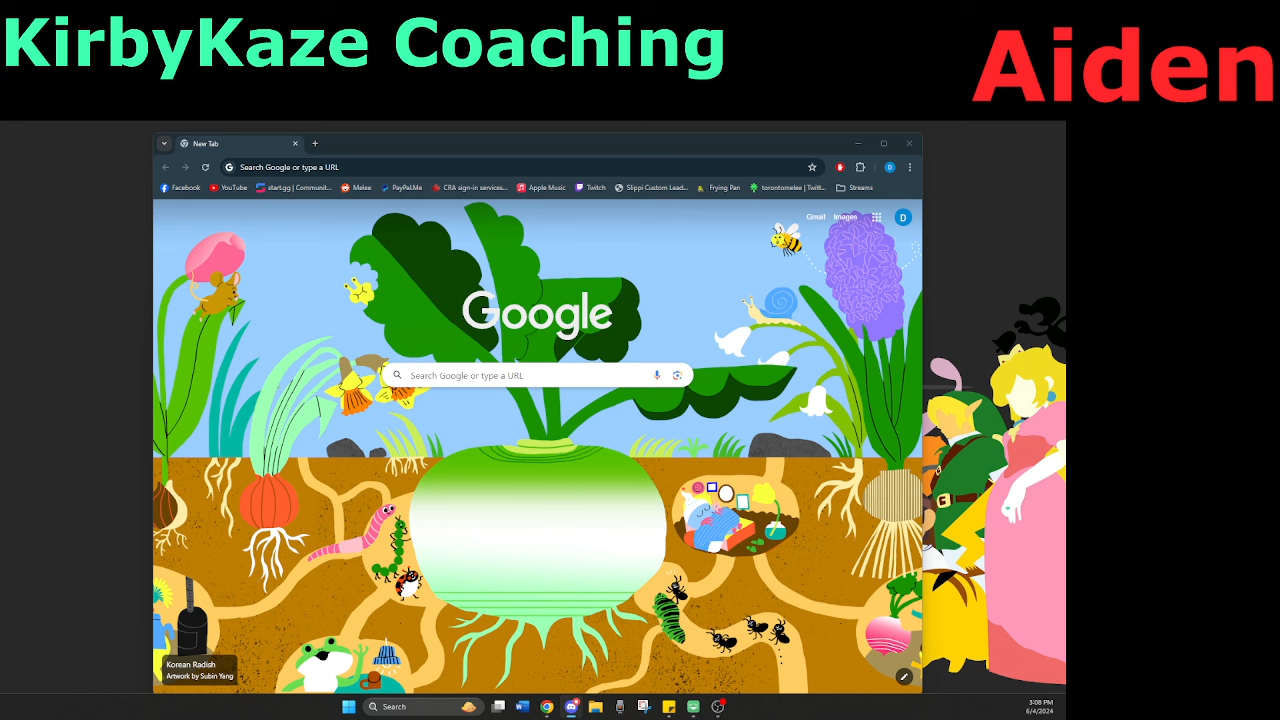 KirbyKaze Coaching
Aiden
New Tab
Search Google or type a URL
Facebook YouTube start.gg | Communit... Melee PayPal.Me CRA sign-in services... Apple Music Twitch Slippi Custom Lead... Frying Pan torontomelee | Twitt... Streams
Gmail Images D
Google
Search Google or type a URL
Korean Radish
Artwork by Subin Yang
Search
3:08 PM
6/4/2024